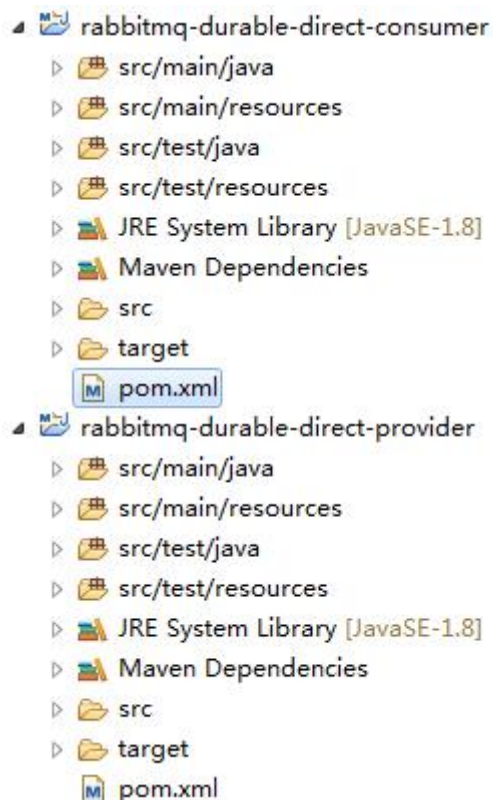 rabbitmq-durable-direct-consumer
src/main/java
src/main/resources
src/test/java
src/test/resources
JRE System Library [JavaSE-1.8]
Maven Dependencies
src
target
pom.xml
rabbitmq-durable-direct-provider
src/main/java
src/main/resources
src/test/java
src/test/resources
JRE System Library [JavaSE-1.8]
Maven Dependencies
src
target
pom.xml